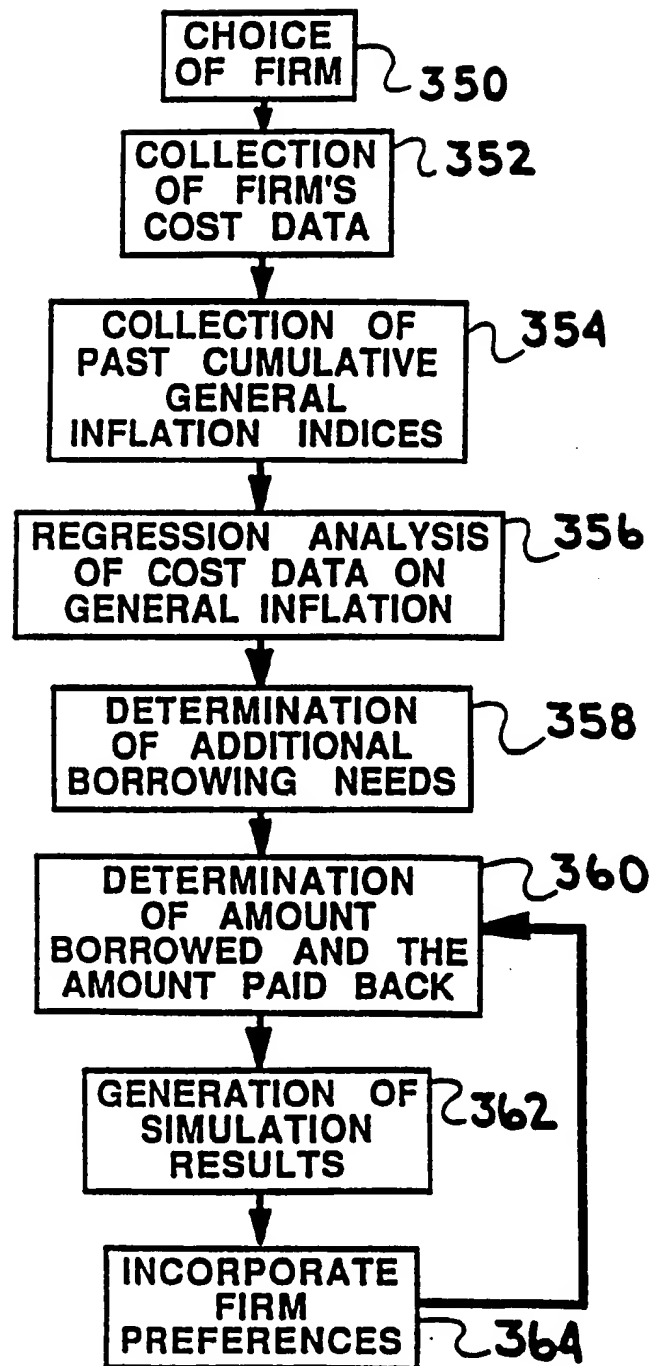 CHOICE
OF FIRM
350
COLLECTION
OF FIRM'S
COST DATA
352
COLLECTION OF
PAST CUMULATIVE
GENERAL
INFLATION INDICES
354
REGRESSION ANALYSIS
OF COST DATA ON
GENERAL INFLATION
356
DETERMINATION
OF ADDITIONAL
BORROWING NEEDS
358
DETERMINATION
OF AMOUNT
BORROWED AND THE
AMOUNT PAID BACK
360
GENERATION OF
SIMULATION
RESULTS
362
INCORPORATE
FIRM
PREFERENCES
364